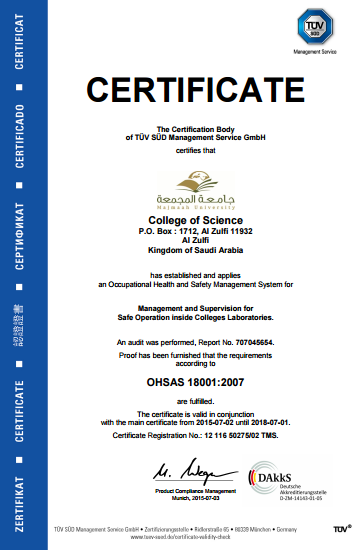 TÜV
SÜD
Management Service
CERTIFICATE
The Certification Body
of TÜV SÜD Management Service GmbH
certifies that
جامعة المجمعة
Majmaah University
College of Science
P.O. Box : 1712, Al Zulfi 11932
Al Zulfi
Kingdom of Saudi Arabia
has established and applies
an Occupational Health and Safety Management System for
Management and Supervision for
Safe Operation inside Colleges Laboratories.
An audit was performed, Report No. 707045654.
Proof has been furnished that the requirements
according to
OHSAS 18001:2007
are fulfilled.
The certificate is valid in conjunction
with the main certificate from 2015-07-02 until 2018-07-01.
Certificate Registration No.: 12 116 50275/02 TMS.
Product Compliance Management
Munich, 2015-07-03
DAkkS
Deutsche
Akkreditierungsstelle
D-ZM-14143-01-05
TÜV SÜD Management Service GmbH • Zertifizierungsstelle • Ridlerstraße 65 • 80339 München • Germany
www.tuev-sued.de/certificate-validity-check
TÜV®
ZERTIFIKAT ■ CERTIFICATE ■ 認證證書 ■ СЕРТИФИКАТ ■ CERTIFICADO ■ CERTIFICAT